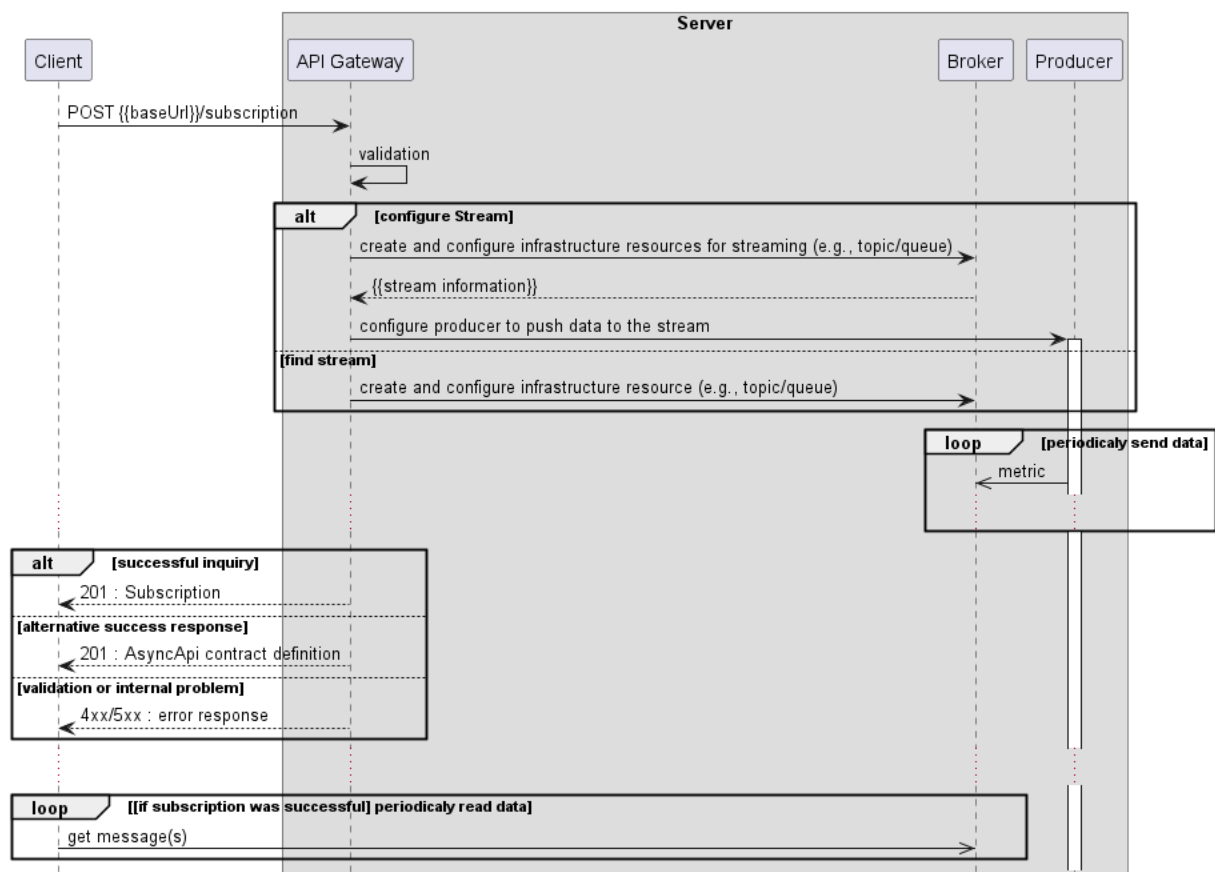 Server
Client
API Gateway
Broker
Producer
POST {{baseUrl}}/subscription
validation
alt
[configure Stream]
create and configure infrastructure resources for streaming (e.g., topic/queue)
{{stream information}}
configure producer to push data to the stream
[find stream]
create and configure infrastructure resource (e.g., topic/queue)
loop
[periodicaly send data]
metric
alt
[successful inquiry]
201 : Subscription
[alternative success response]
201 : AsyncApi contract definition
[validation or internal problem]
4xx/5xx : error response
loop
[[if subscription was successful] periodicaly read data]
get message(s)